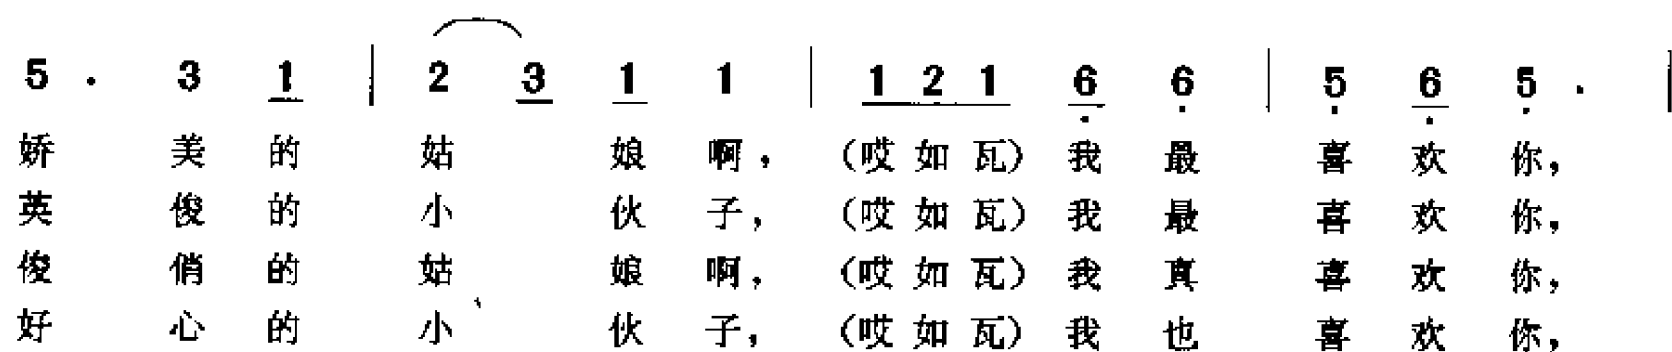 5 . 3 1 | 2 3 1 1 | 1 2 1 6 6 | 5 6 5 . |
娇 美 的 姑 娘 啊，（哎 如 瓦）我 最 喜 欢 你，
英 俊 的 小 伙 子，（哎 如 瓦）我 最 喜 欢 你，
俊 俏 的 姑 娘 啊，（哎 如 瓦）我 真 喜 欢 你，
好 心 的 小 伙 子，（哎 如 瓦）我 也 喜 欢 你，